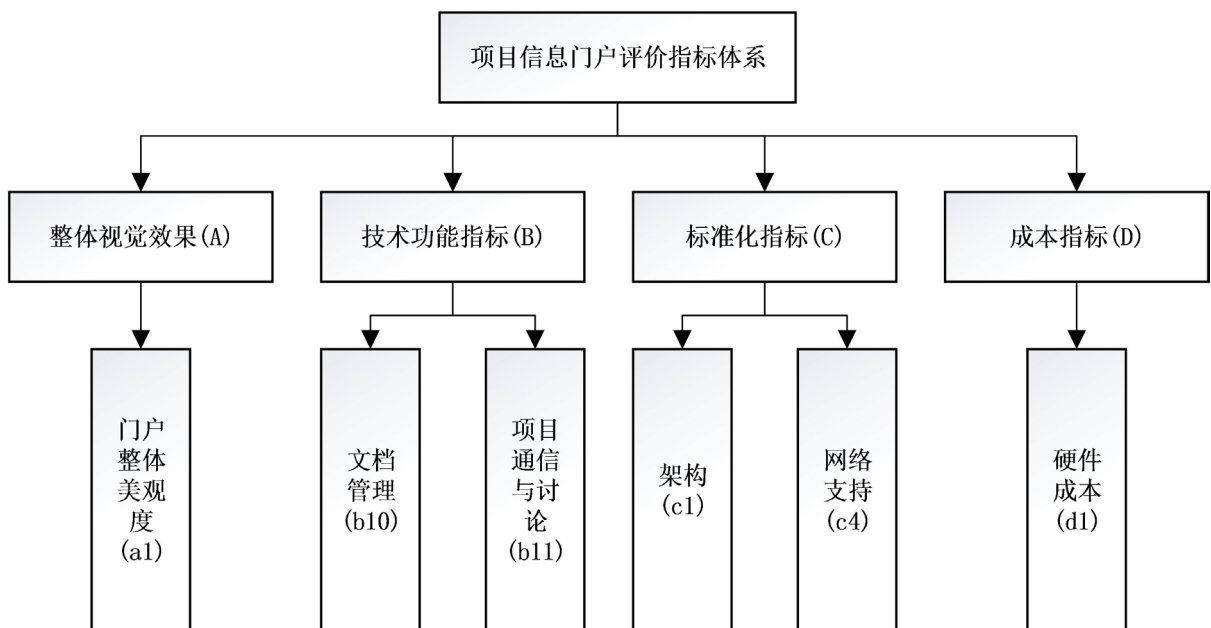 项目信息门户评价指标体系
整体视觉效果(A)
技术功能指标(B)
标准化指标(C)
成本指标(D)
门户
整体
美观
度
(a1)
文档
管理
(b10)
项目
通信
与讨
论
(b11)
架构
(c1)
网络
支持
(c4)
硬件
成本
(d1)